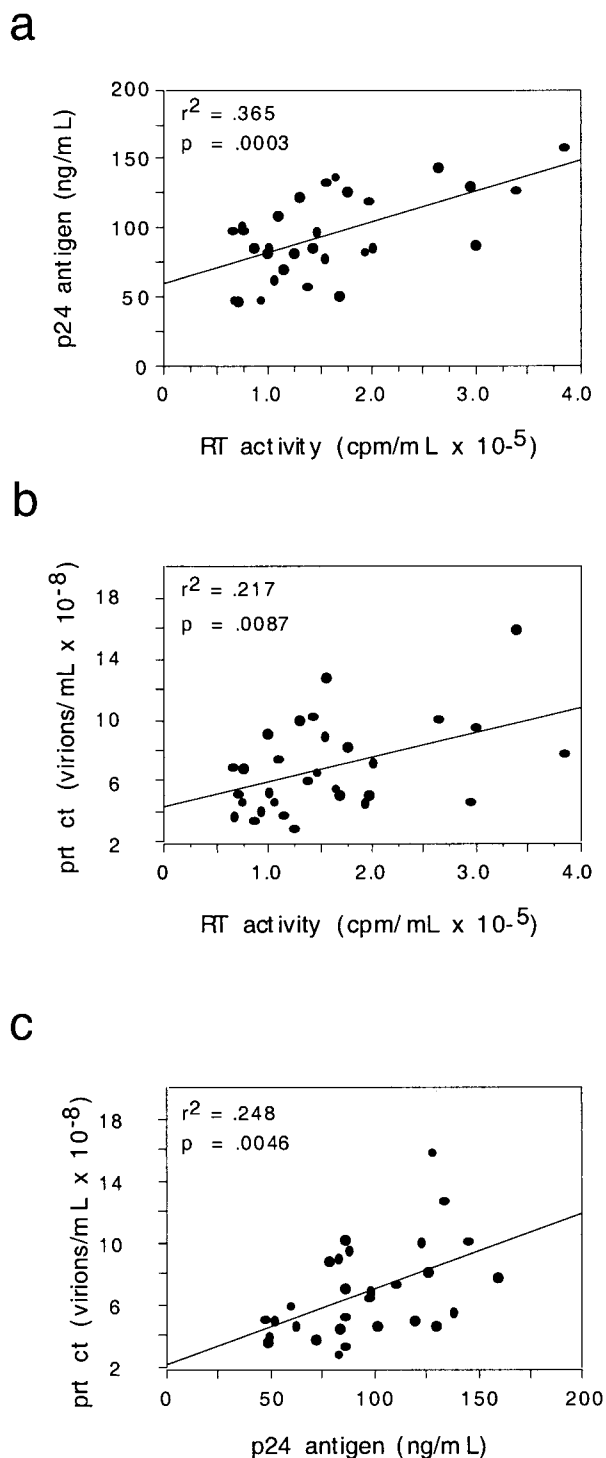 a
r2 = .365
p = .0003
p24 antigen (ng/mL)
200
150
100
50
0
0 1.0 2.0 3.0 4.0
RT activity (cpm/mL x 10-5)
b
r2 = .217
p = .0087
prt ct (virions/mL x 10-8)
18
14
10
6
2
0 1.0 2.0 3.0 4.0
RT activity (cpm/mL x 10-5)
c
r2 = .248
p = .0046
prt ct (virions/mL x 10-8)
18
14
10
6
2
0 50 100 150 200
p24 antigen (ng/mL)